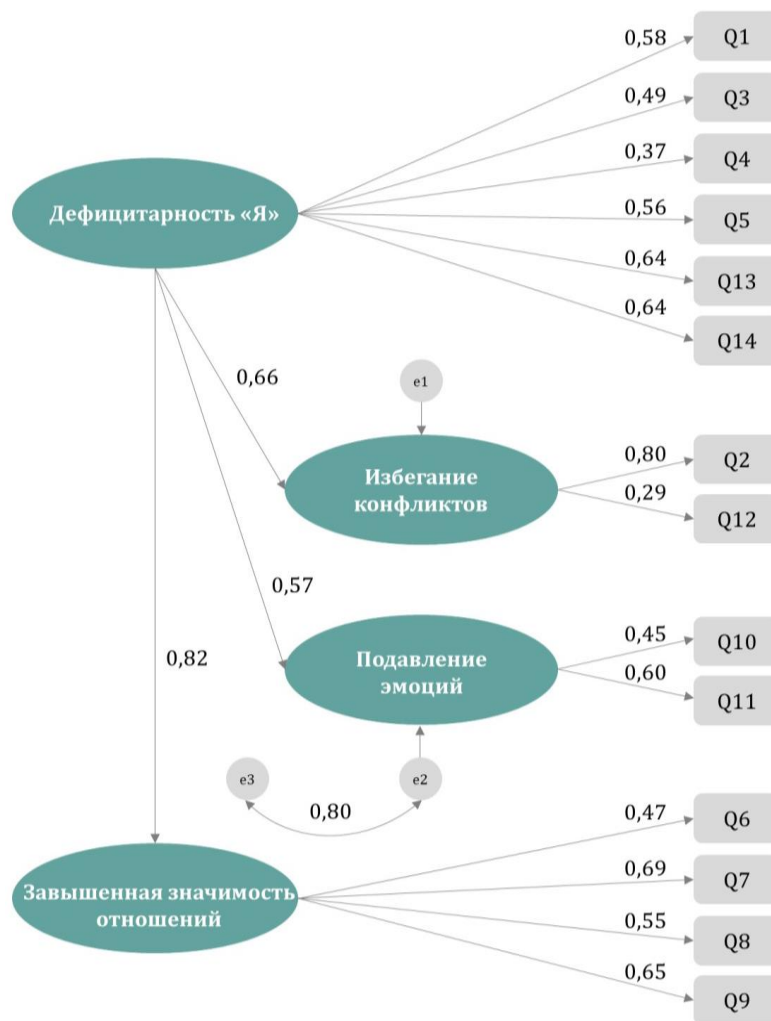 0,58
Q1
0,49
Q3
0,37
Q4
Дефицитарность «Я»
0,56
Q5
0,64
Q13
0,64
Q14
0,66
e1
Избегание
конфликтов
0,80
Q2
0,29
Q12
0,57
0,82
Подавление
эмоций
0,45
Q10
0,60
Q11
e3
e2
0,80
Завышенная значимость
отношений
0,47
Q6
0,69
Q7
0,55
Q8
0,65
Q9